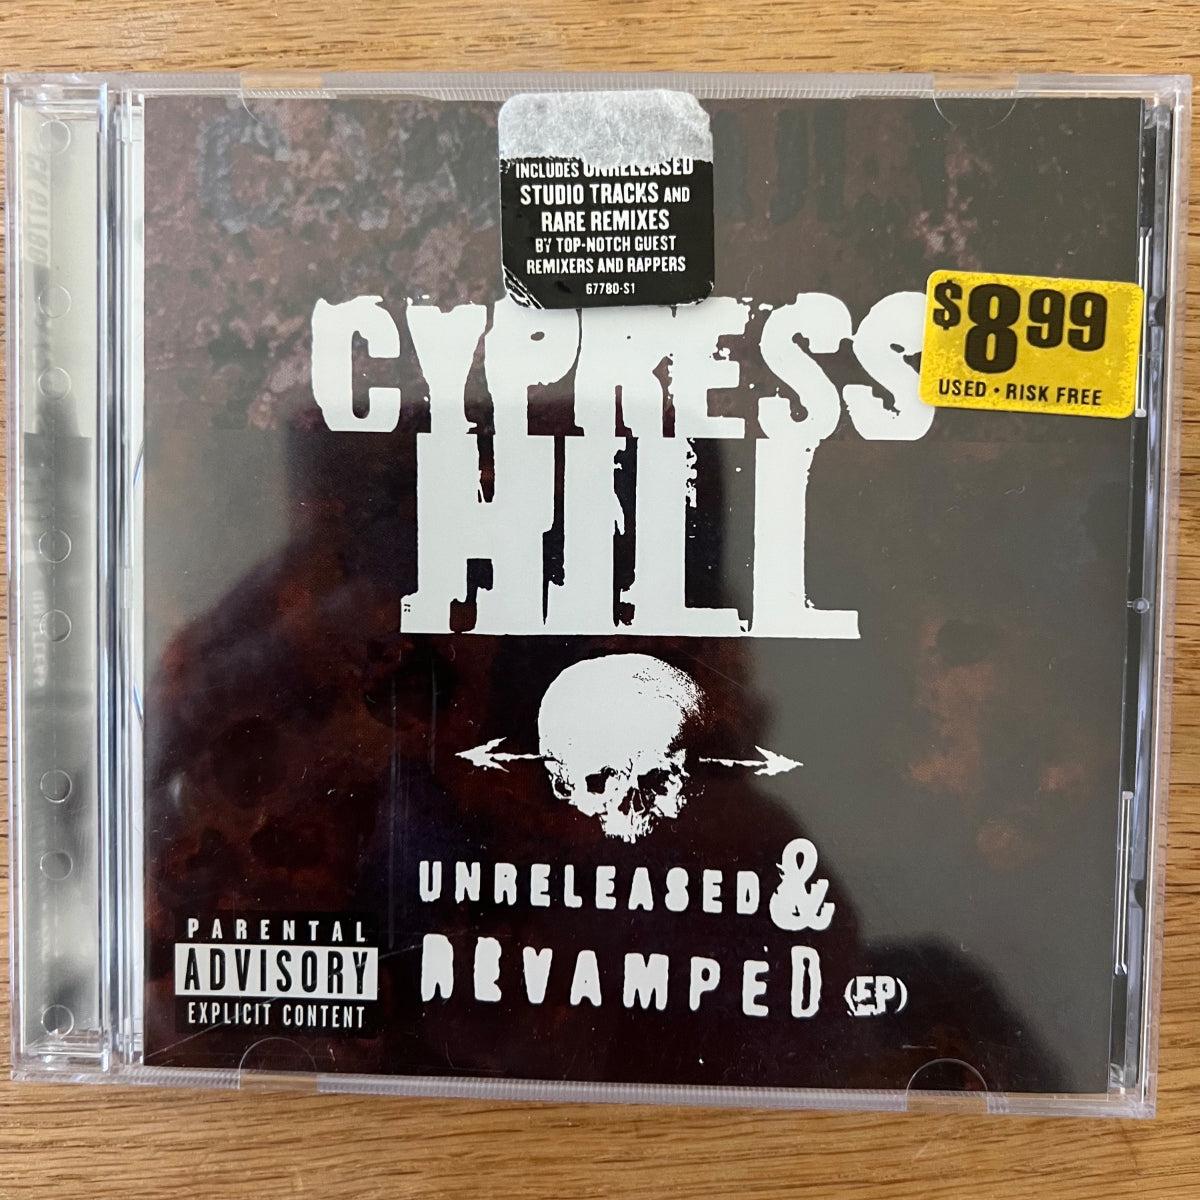 INCLUDES UNRELEASED
STUDIO TRACKS AND
RARE REMIXES
BY TOP-NOTCH GUEST
REMIXERS AND RAPPERS
67780-S1
CYPRESS
HILL
$8.99
USED • RISK FREE
UNRELEASED &
REVAMPED (EP)
PARENTAL
ADVISORY
EXPLICIT CONTENT